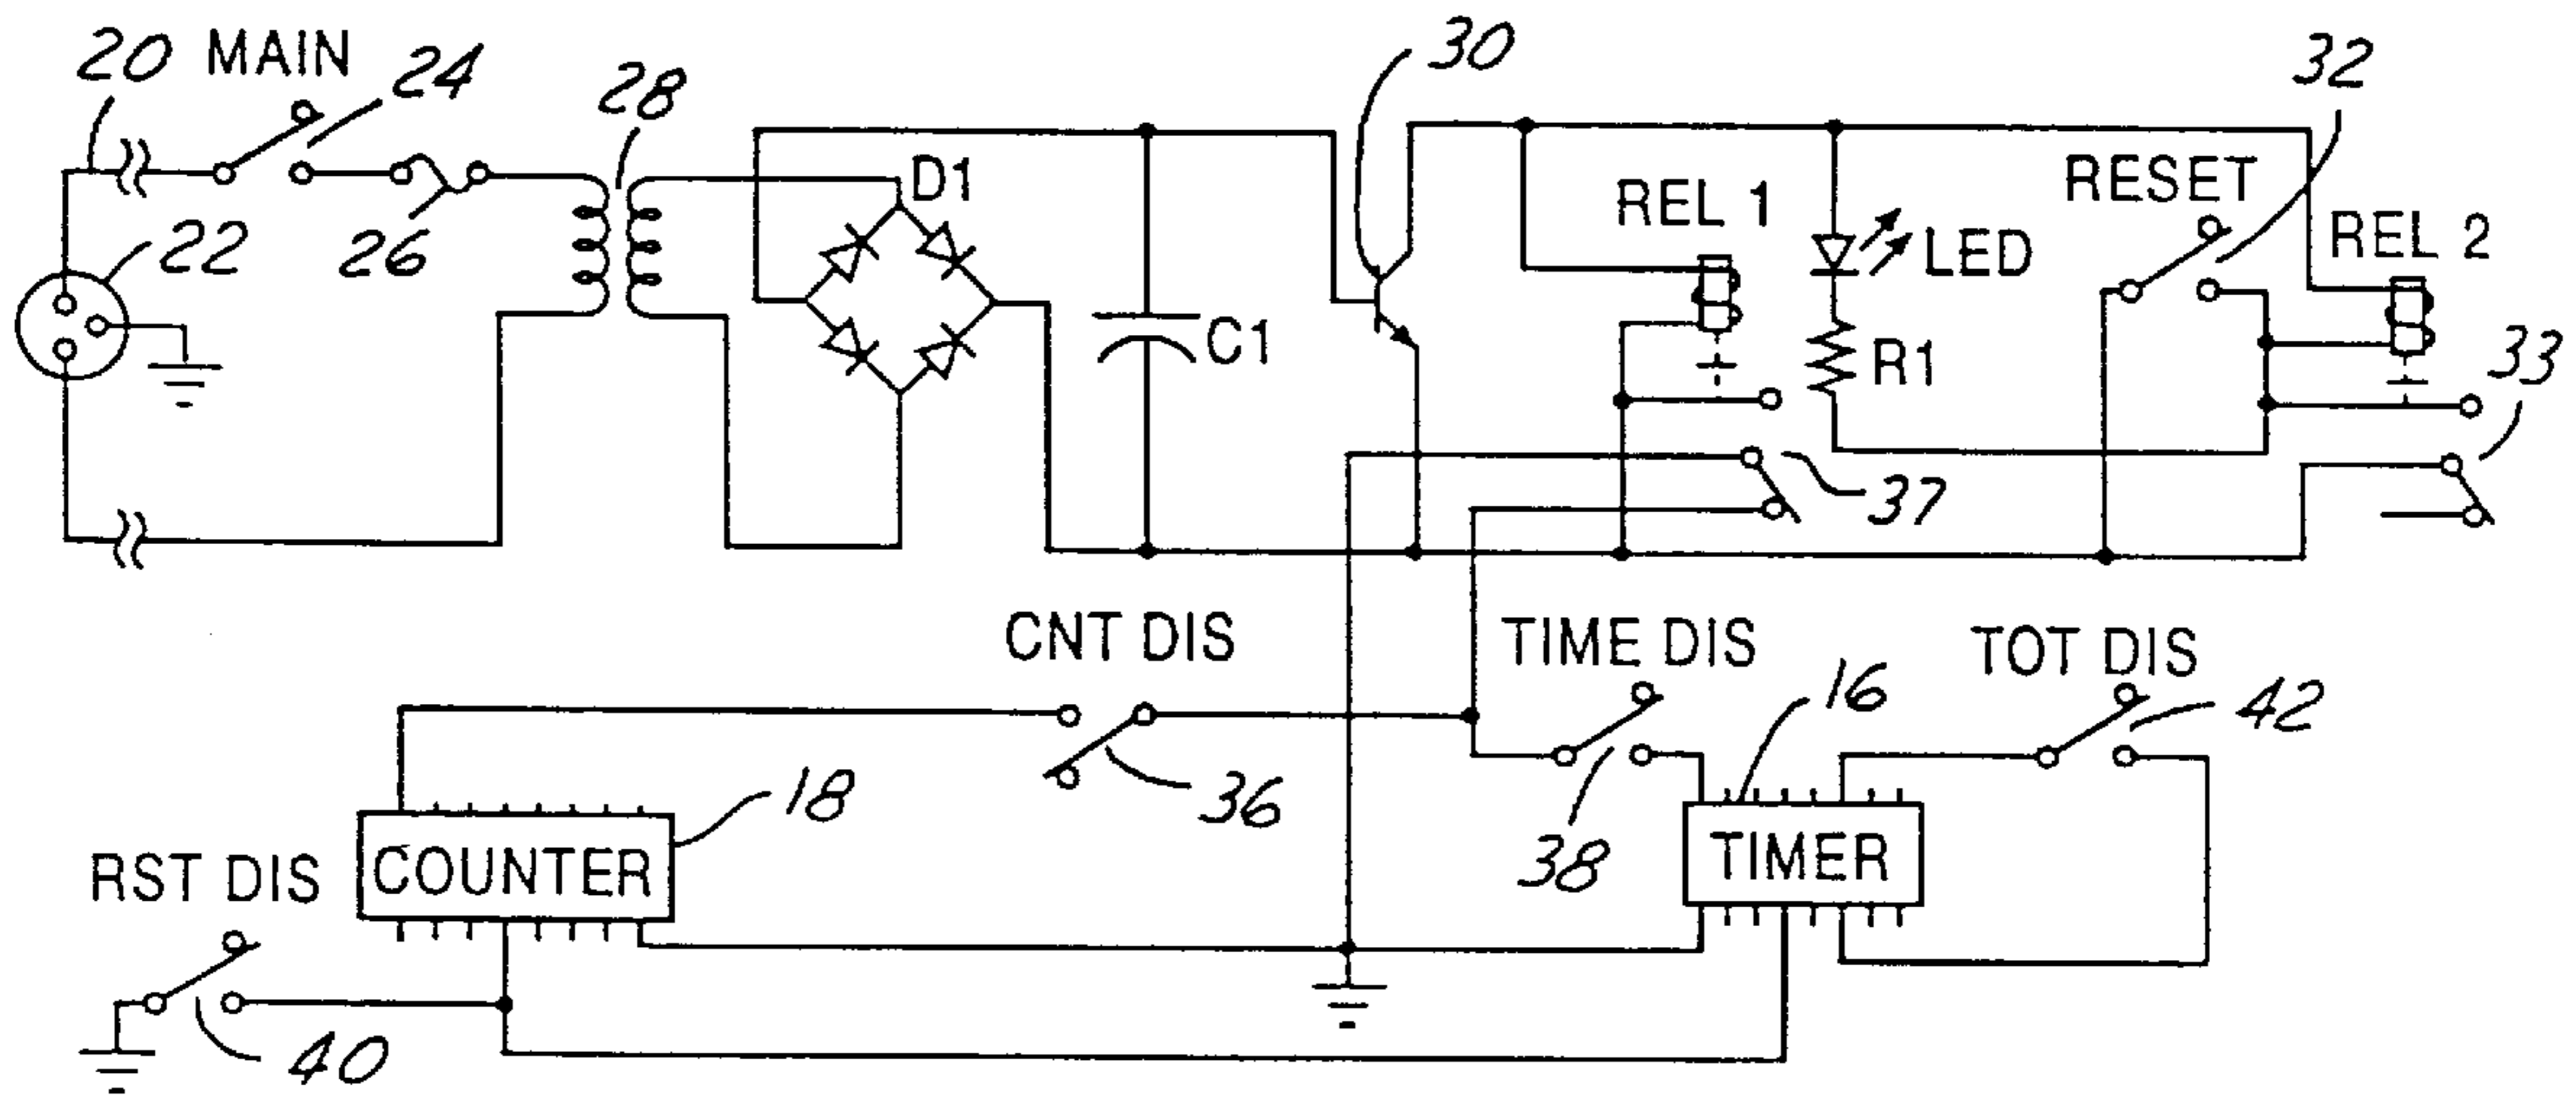 20 MAIN
24
28
30
32
D1
RESET
REL 1
REL 2
22
26
LED
C1
R1
33
37
CNT DIS
TIME DIS
TOT DIS
16
42
18
36
38
COUNTER
TIMER
RST DIS
40